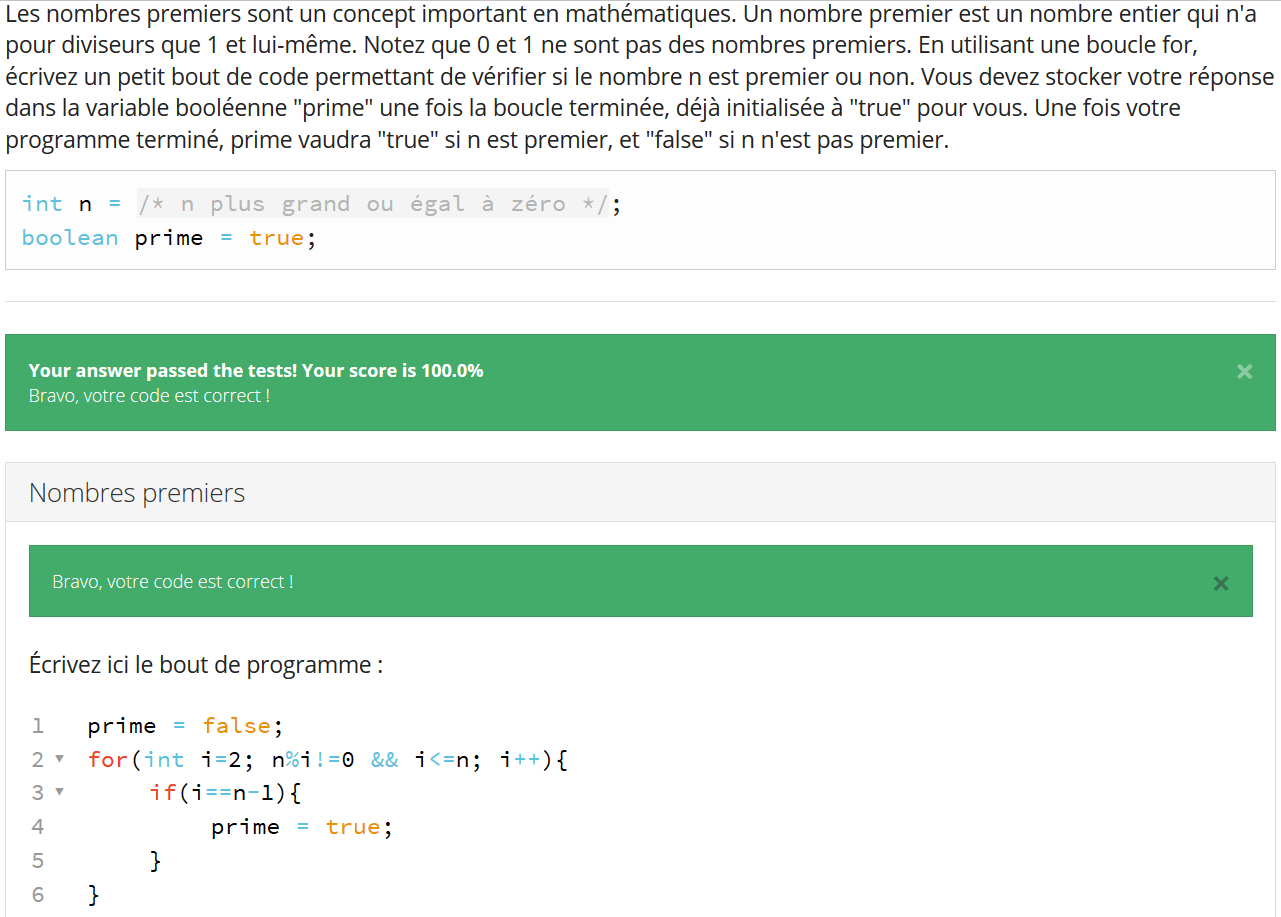 Les nombres premiers sont un concept important en mathématiques. Un nombre premier est un nombre entier qui n'a
pour diviseurs que 1 et lui-même. Notez que 0 et 1 ne sont pas des nombres premiers. En utilisant une boucle for,
écrivez un petit bout de code permettant de vérifier si le nombre n est premier ou non. Vous devez stocker votre réponse
dans la variable booléenne "prime" une fois la boucle terminée, déjà initialisée à "true" pour vous. Une fois votre
programme terminé, prime vaudra "true" si n est premier, et "false" si n n'est pas premier.
int n = /* n plus grand ou égal à zéro */;
boolean prime = true;
Your answer passed the tests! Your score is 100.0%
Bravo, votre code est correct !
Nombres premiers
Bravo, votre code est correct !
Écrivez ici le bout de programme :
1 prime = false;
2 for(int i=2; n%i!=0 && i<=n; i++){
3 if(i==n-1){
4 prime = true;
5 }
6 }